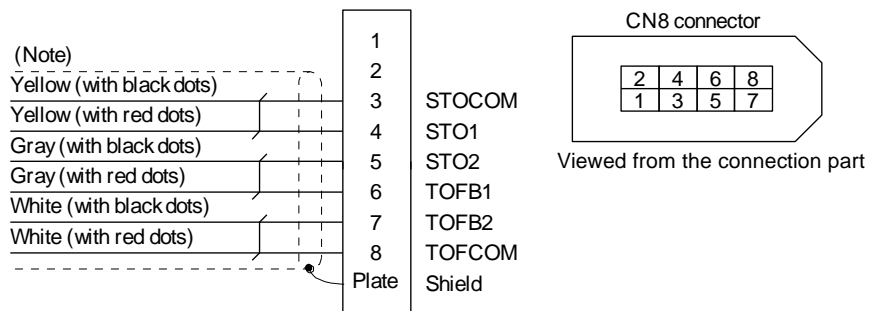 (Note)
Yellow (with black dots)
Yellow (with red dots)
Gray (with black dots)
Gray (with red dots)
White (with black dots)
White (with red dots)
1
2
3 STOCOM
4 STO1
5 STO2
6 TOFB1
7 TOFB2
8 TOFCOM
Plate Shield
CN8 connector
2 4 6 8
1 3 5 7
Viewed from the connection part